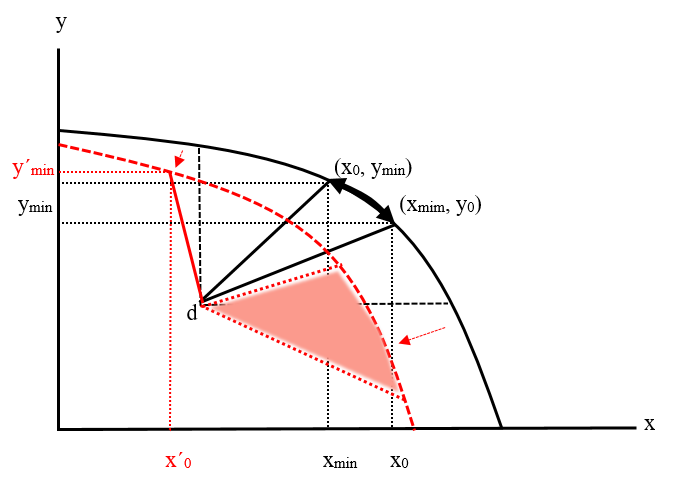 y
(x0, ymin)
y´min
ymin
(xmim, y0)
d
x
x´0
xmin
x0